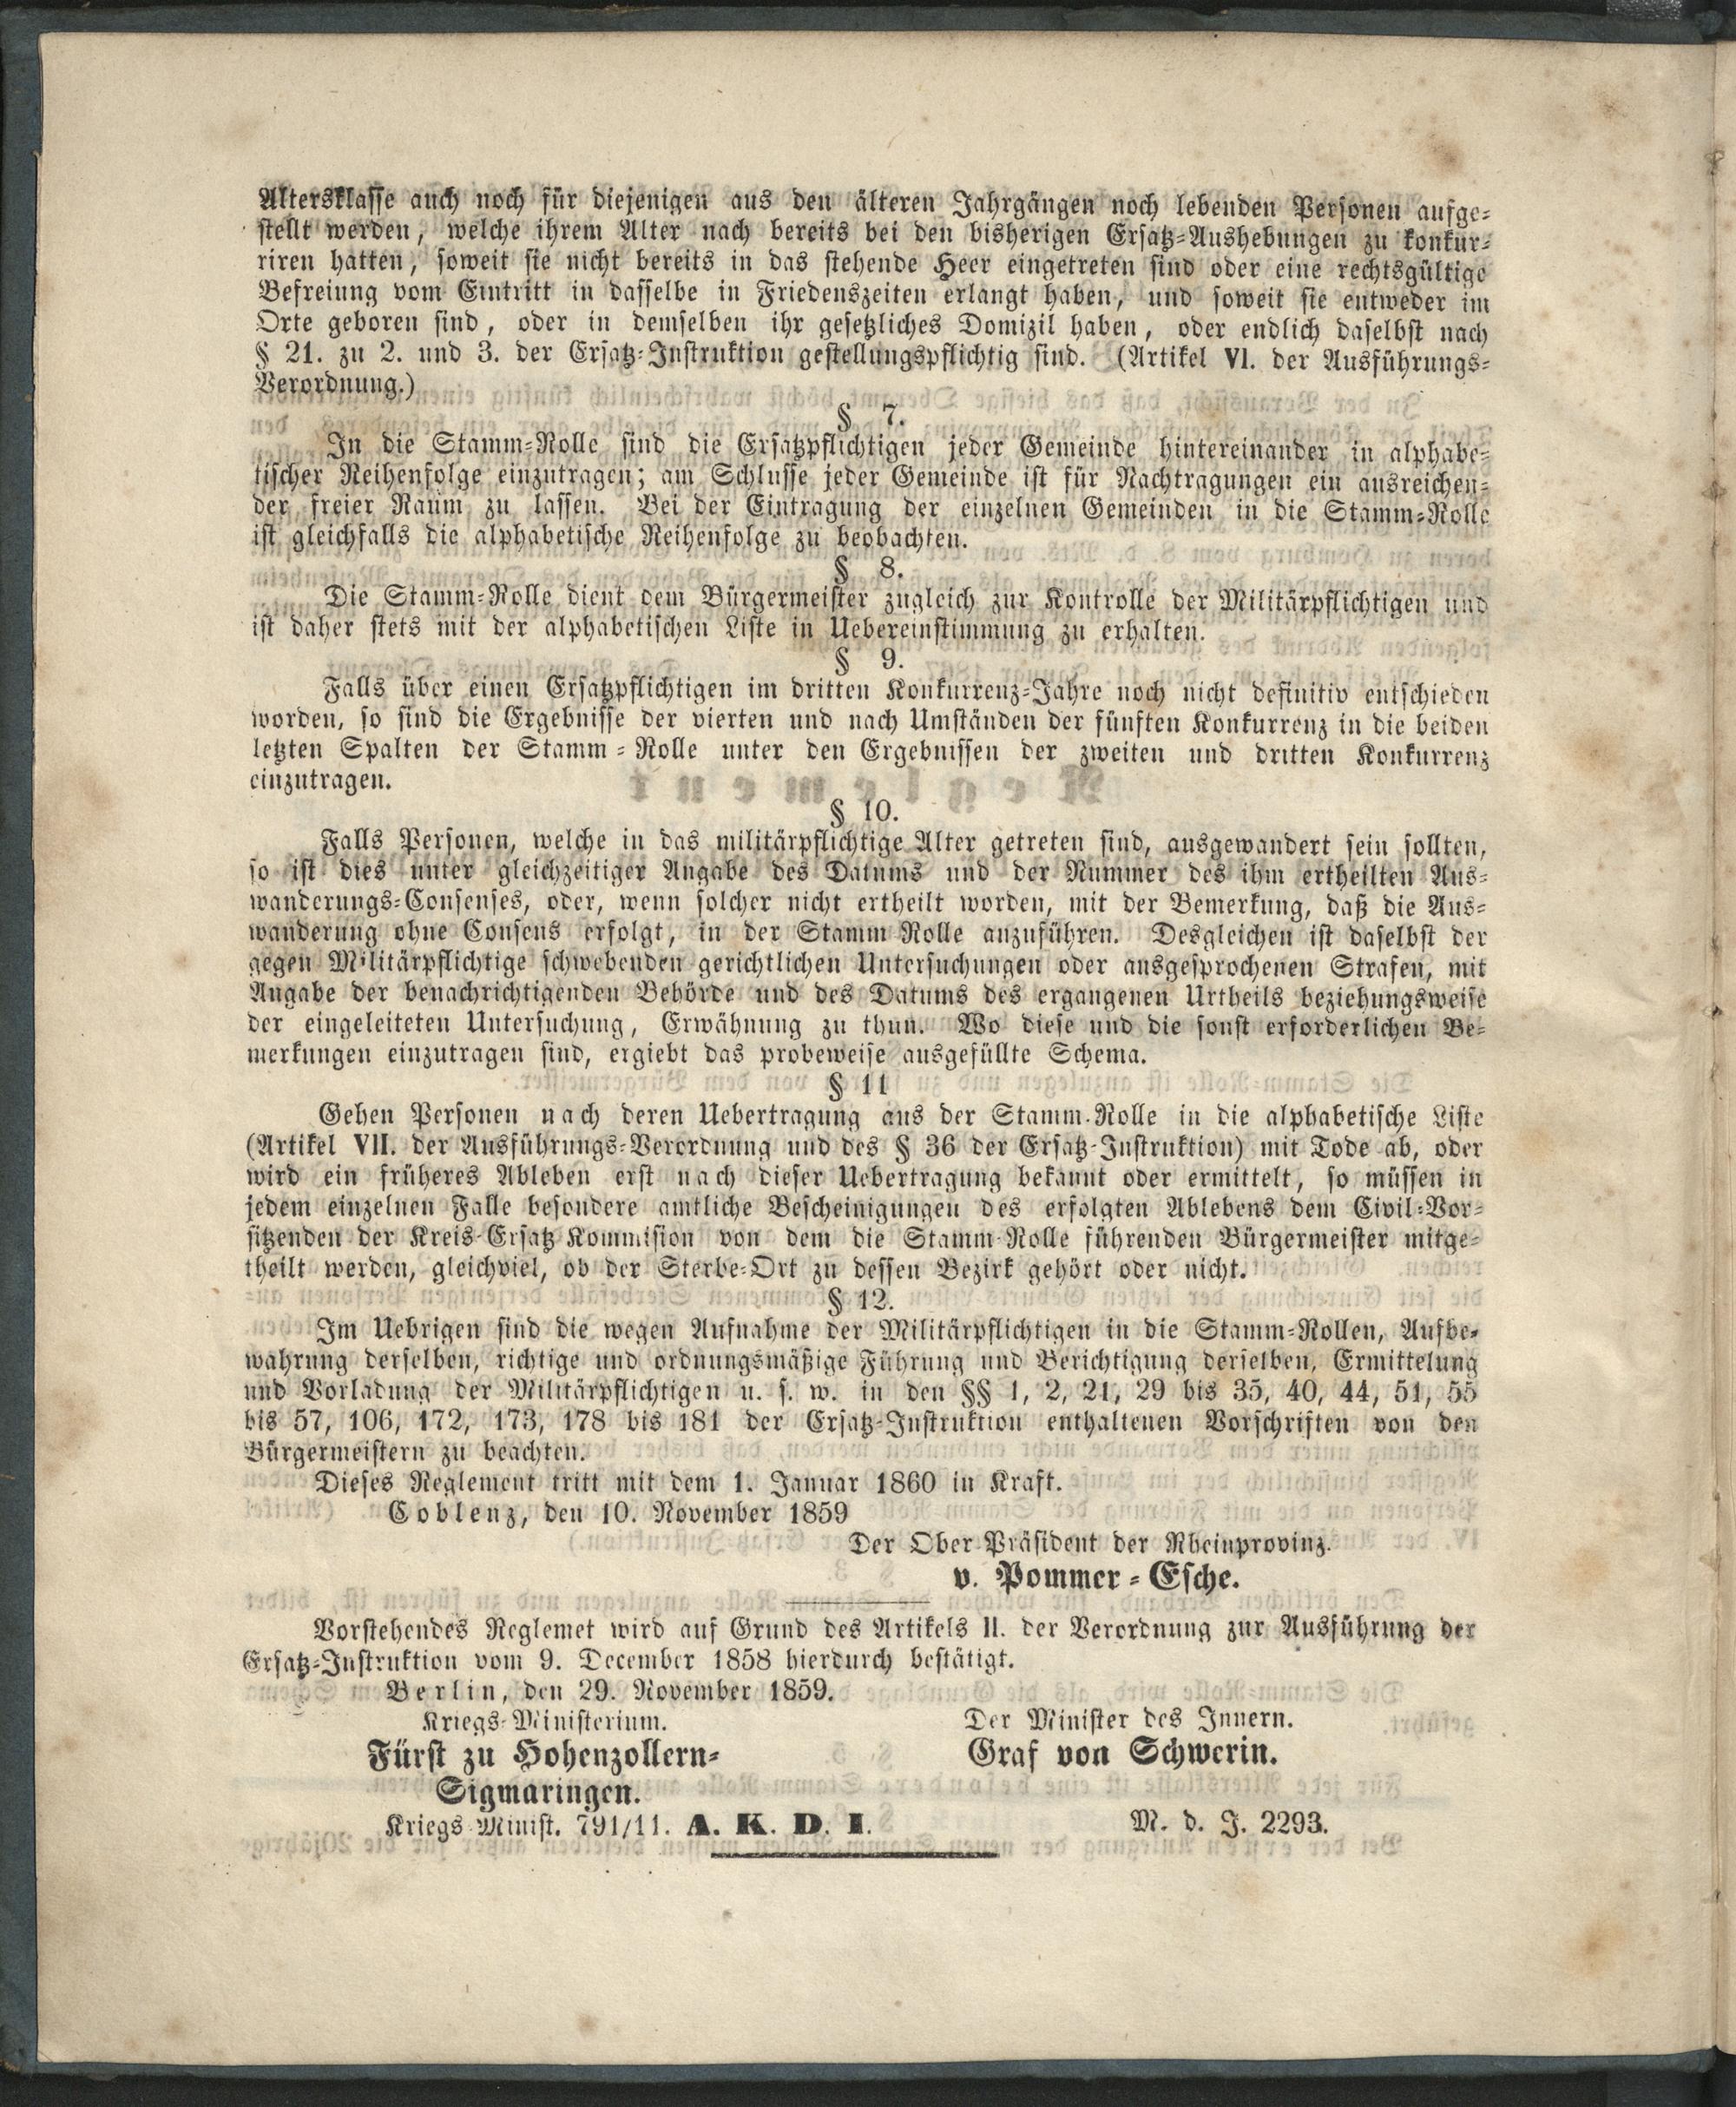 Altersklasse auch noch für diejenigen aus den älteren Jahrgängen noch lebenden Personen aufge-
stellt werden, welche ihrem Alter nach bereits bei den bisherigen Ersatz-Aushebungen zu konkur-
riren hatten, soweit sie nicht bereits in das stehende Heer eingetreten sind oder eine rechtsgültige
Befreiung vom Eintritt in dasselbe in Friedenszeiten erlangt haben, und soweit sie entweder im
Orte geboren sind, oder in demselben ihr gesetzliches Domizil haben, oder endlich daselbst nach
§ 21. zu 2. und 3. der Ersatz-Instruktion gestellungspflichtig sind. (Artikel VI. der Ausführungs-
Verordnung.)
§ 7.
In die Stamm-Rolle sind die Ersatzpflichtigen jeder Gemeinde hintereinander in alphabe-
tischer Reihenfolge einzutragen; am Schlusse jeder Gemeinde ist für Nachtragungen ein ausreichen-
der freier Raum zu lassen. Bei der Eintragung der einzelnen Gemeinden in die Stamm-Rolle
ist gleichfalls die alphabetische Reihenfolge zu beobachten.
§ 8.
Die Stamm-Rolle dient dem Bürgermeister zugleich zur Kontrolle der Militärpflichtigen und
ist daher stets mit der alphabetischen Liste in Uebereinstimmung zu erhalten.
§ 9.
Falls über einen Ersatzpflichtigen im dritten Konkurrenz-Jahre noch nicht definitiv entschieden
worden, so sind die Ergebnisse der vierten und nach Umständen der fünften Konkurrenz in die beiden
letzten Spalten der Stamm-Rolle unter den Ergebnissen der zweiten und dritten Konkurrenz
einzutragen.
§ 10.
Falls Personen, welche in das militärpflichtige Alter getreten sind, ausgewandert sein sollten,
so ist dies unter gleichzeitiger Angabe des Datums und der Nummer des ihm ertheilten Aus-
wanderungs-Consenses, oder, wenn solcher nicht ertheilt worden, mit der Bemerkung, daß die Aus-
wanderung ohne Consens erfolgt, in der Stamm Rolle anzuführen. Desgleichen ist daselbst der
gegen Militärpflichtige schwebenden gerichtlichen Untersuchungen oder ausgesprochenen Strafen, mit
Angabe der benachrichtigenden Behörde und des Datums des ergangenen Urtheils beziehungsweise
der eingeleiteten Untersuchung, Erwähnung zu thun. Wo diese und die sonst erforderlichen Be-
merkungen einzutragen sind, ergiebt das probeweise ausgefüllte Schema.
§ 11
Gehen Personen nach deren Uebertragung aus der Stamm-Rolle in die alphabetische Liste
(Artikel VII. der Ausführungs-Verordnung und des § 36 der Ersatz-Instruktion) mit Tode ab, oder
wird ein früheres Ableben erst nach dieser Uebertragung bekannt oder ermittelt, so müssen in
jedem einzelnen Falle besondere amtliche Bescheinigungen des erfolgten Ablebens dem Civil-Vor-
sitzenden der Kreis-Ersatz Kommision von dem die Stamm-Rolle führenden Bürgermeister mitge-
theilt werden, gleichviel, ob der Sterbe-Ort zu dessen Bezirk gehört oder nicht.
§ 12.
Im Uebrigen sind die wegen Aufnahme der Militärpflichtigen in die Stamm-Rollen, Aufbe-
wahrung derselben, richtige und ordnungsmäßige Führung und Berichtigung derselben, Ermittelung
und Vorladung der Militärpflichtigen u. s. w. in den §§ 1, 2, 21, 29 bis 35, 40, 44, 51, 55
bis 57, 106, 172, 173, 178 bis 181 der Ersatz-Instruktion enthaltenen Vorschriften von den
Bürgermeistern zu beachten.
Dieses Reglement tritt mit dem 1. Januar 1860 in Kraft.
Coblenz, den 10. November 1859
Der Ober-Präsident der Rheinprovinz.
v. Pommer-Esche.
Vorstehendes Reglemet wird auf Grund des Artikels II. der Verordnung zur Ausführung der
Ersatz-Instruktion vom 9. December 1858 hierdurch bestätigt.
Berlin, den 29. November 1859.
Kriegs-Ministerium. Der Minister des Innern.
Fürst zu Hohenzollern- Graf von Schwerin.
Sigmaringen.
Kriegs Minist. 791/11. A. K. D. I. M. d. J. 2293.